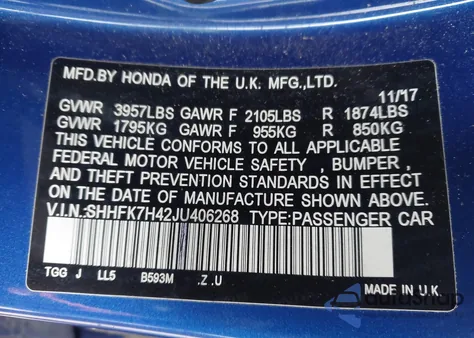 MFD.BY HONDA OF THE U.K. MFG.,LTD.
11/17
GVWR 3957LBS GAWR F 2105LBS R 1874LBS
GVWR 1795KG GAWR F 955KG R 850KG
THIS VEHICLE CONFORMS TO ALL APPLICABLE
FEDERAL MOTOR VEHICLE SAFETY , BUMPER ,
AND THEFT PREVENTION STANDARDS IN EFFECT
ON THE DATE OF MANUFACTURE SHOWN ABOVE.
V.I.N.:SHHFK7H42JU406268 TYPE:PASSENGER CAR
TGG J LL5 B593M .Z.U
MADE IN U.K.
autosnap